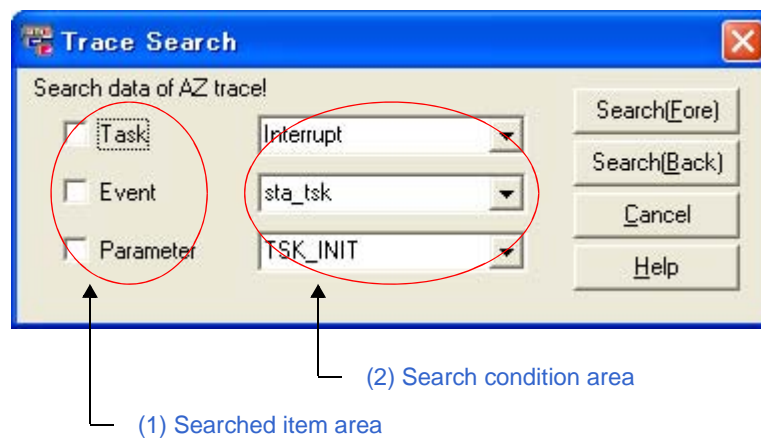 Trace Search
Search data of AZ trace!
Task Interrupt Search(Fore)
Event sta_tsk Search(Back)
Parameter TSK_INIT Cancel
Help
(2) Search condition area
(1) Searched item area